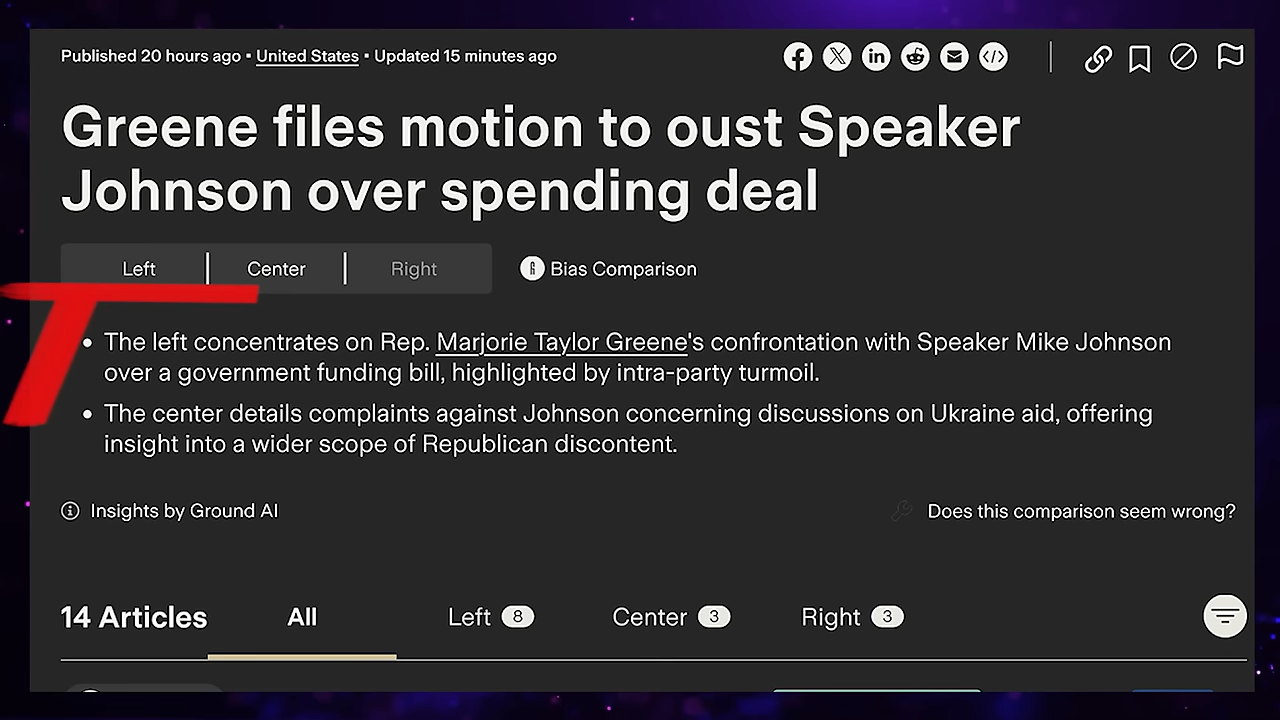 Published 20 hours ago • United States • Updated 15 minutes ago
Greene files motion to oust Speaker
Johnson over spending deal
Left Center Right Bias Comparison
The left concentrates on Rep. Marjorie Taylor Greene's confrontation with Speaker Mike Johnson
over a government funding bill, highlighted by intra-party turmoil.
The center details complaints against Johnson concerning discussions on Ukraine aid, offering
insight into a wider scope of Republican discontent.
Insights by Ground AI Does this comparison seem wrong?
14 Articles All Left 8 Center 3 Right 3